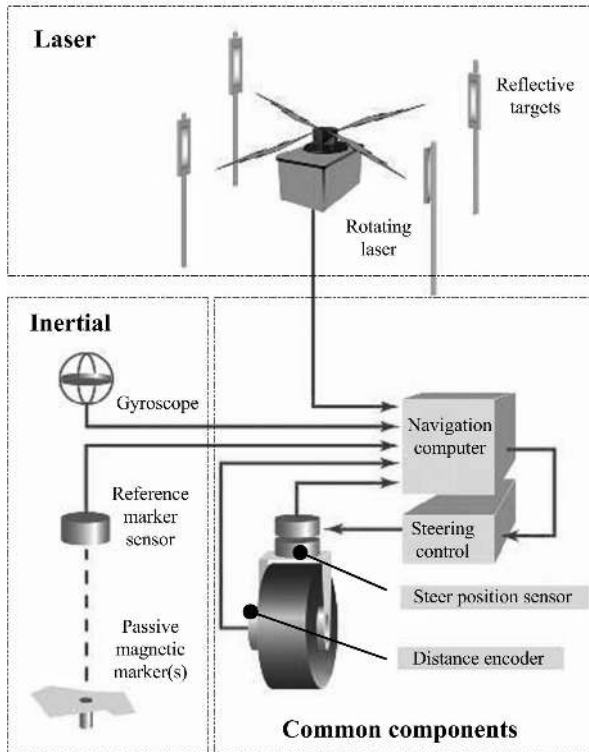 Laser
Reflective
targets
Rotating
laser
Inertial
Gyroscope
Navigation
computer
Reference
marker
sensor
Steering
control
Steer position sensor
Passive
magnetic
marker(s)
Distance encoder
Common components